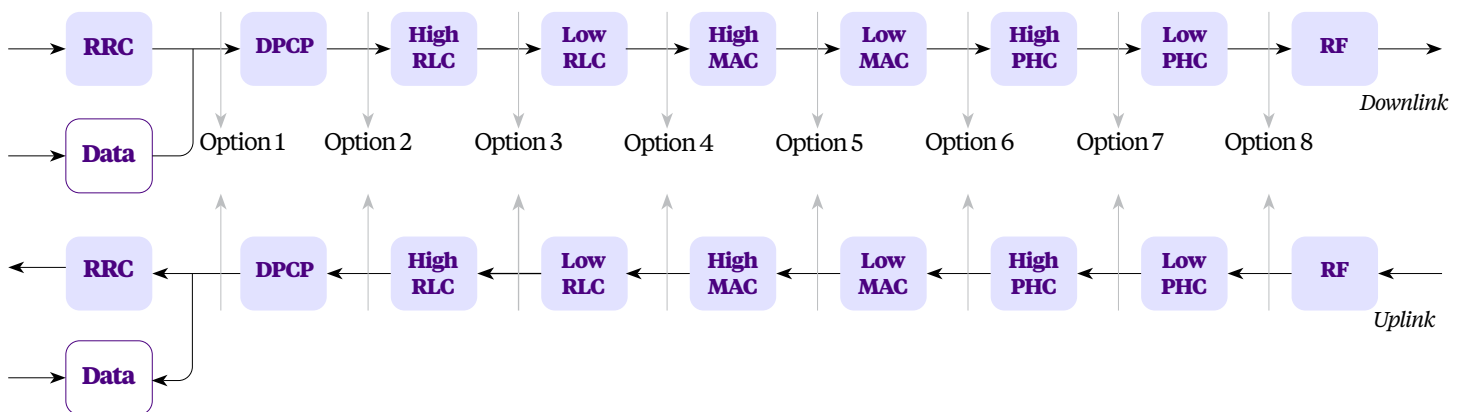 RRC
DPCP
High
RLC
Low
RLC
High
MAC
Low
MAC
High
PHC
Low
PHC
RF
Downlink
Data
Option 1
Option 2
Option 3
Option 4
Option 5
Option 6
Option 7
Option 8
RRC
DPCP
High
RLC
Low
RLC
High
MAC
Low
MAC
High
PHC
Low
PHC
RF
Uplink
Data